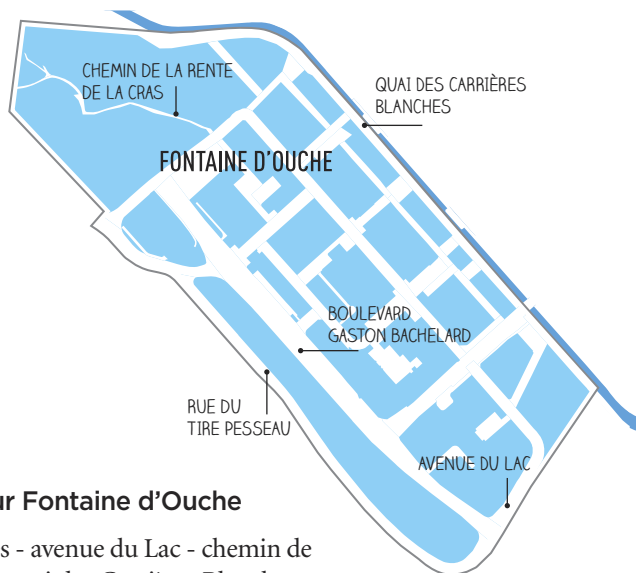 CHEMIN DE LA RENTE
DE LA CRAS
QUAI DES CARRIÈRES
BLANCHES
FONTAINE D'OUCHE
BOULEVARD
GASTON BACHELARD
RUE DU
TIRE PESSEAU
AVENUE DU LAC
ur Fontaine d'Ouche
s - avenue du Lac - chemin de